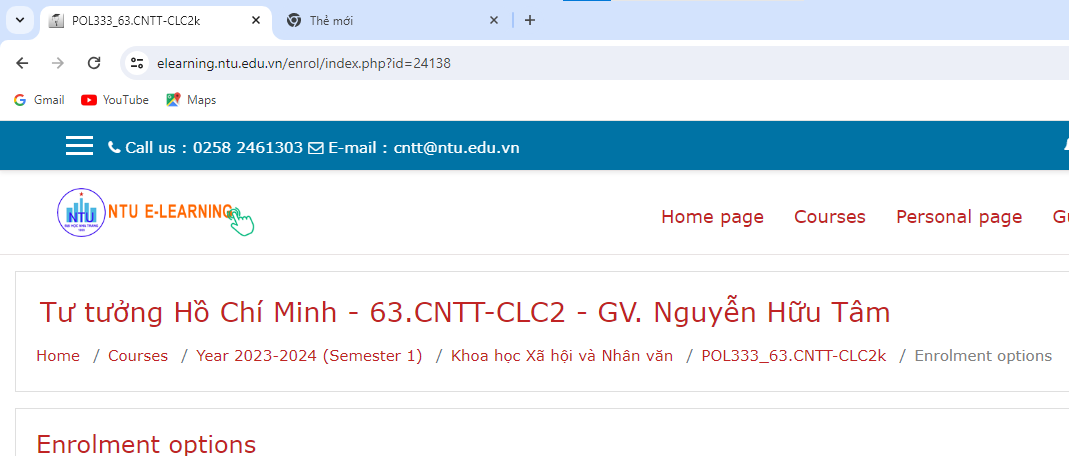 POL333_63.CNTT-CLC2k
Thẻ mới
elearning.ntu.edu.vn/enrol/index.php?id=24138
Gmail YouTube Maps
Call us : 0258 2461303 E-mail : cntt@ntu.edu.vn
NTU NTU E-LEARNING
Home page Courses Personal page
Tư tưởng Hồ Chí Minh - 63.CNTT-CLC2 - GV. Nguyễn Hữu Tâm
Home / Courses / Year 2023-2024 (Semester 1) / Khoa học Xã hội và Nhân văn / POL333_63.CNTT-CLC2k / Enrolment options
Enrolment options